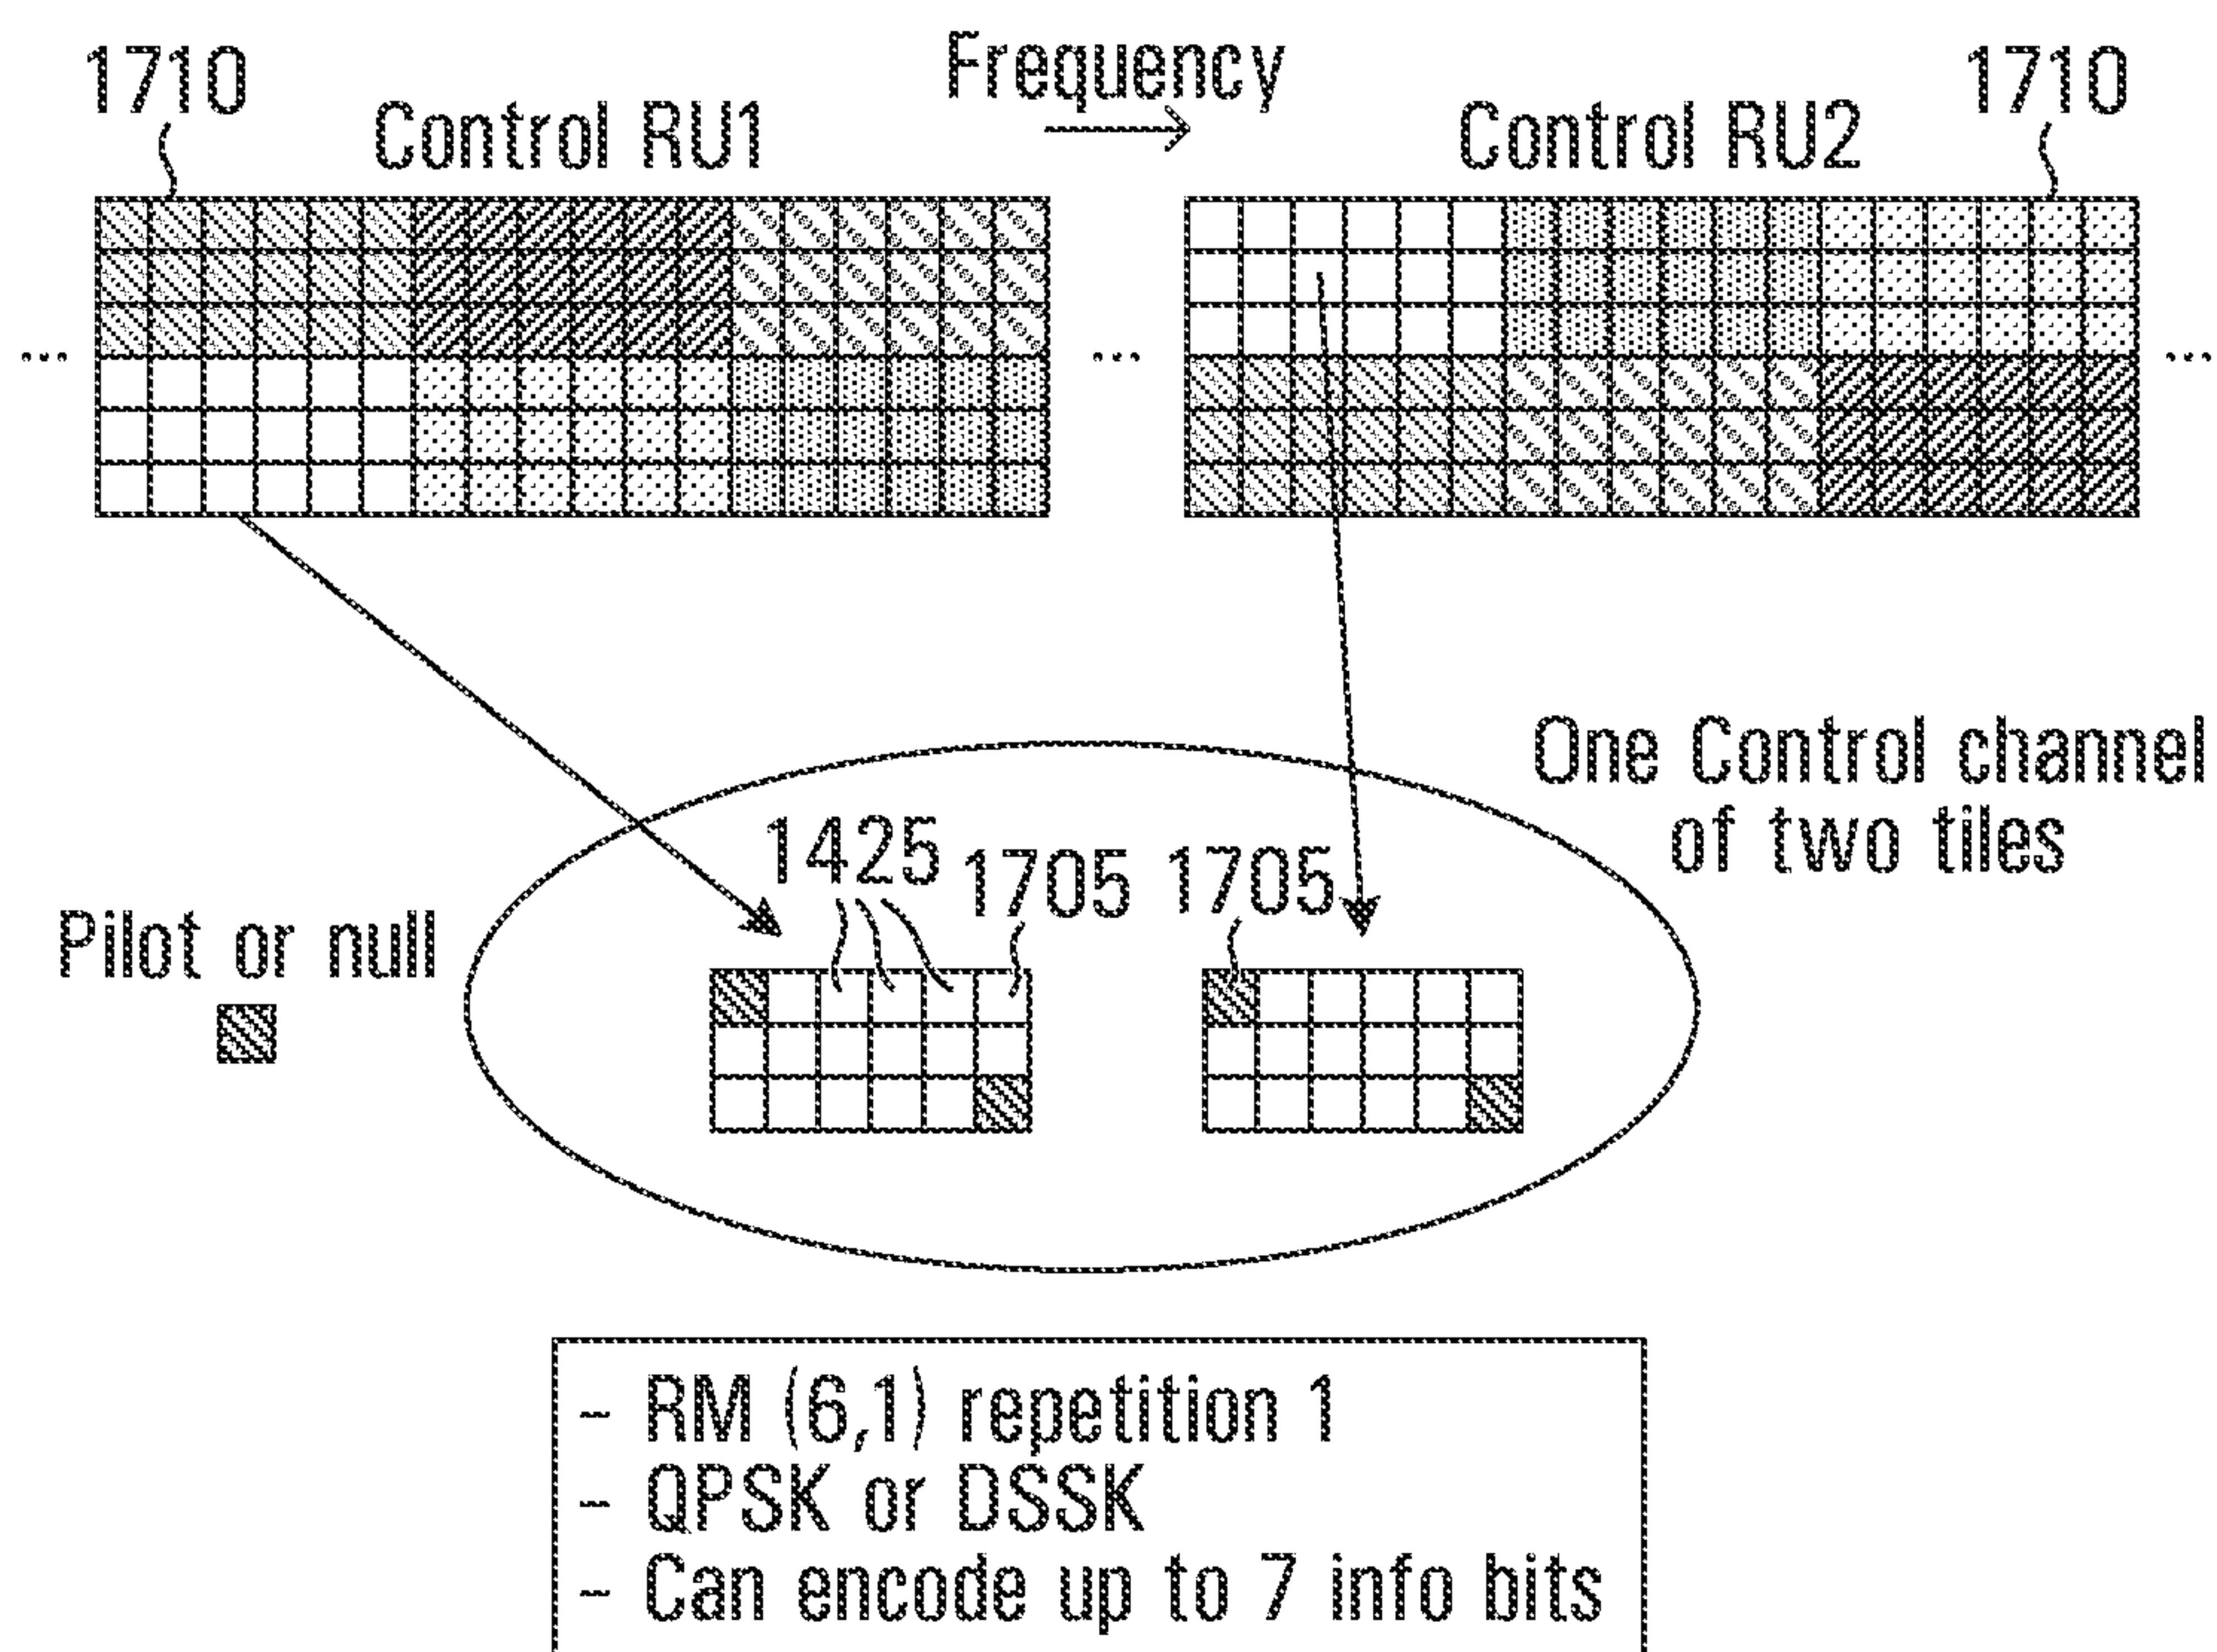 1710
Control RU1
Frequency
Control RU2
1710
...
...
...
One Control channel
of two tiles
1425
1705
1705
Pilot or null
- RM (6,1) repetition 1
- QPSK or DSSK
- Can encode up to 7 info bits